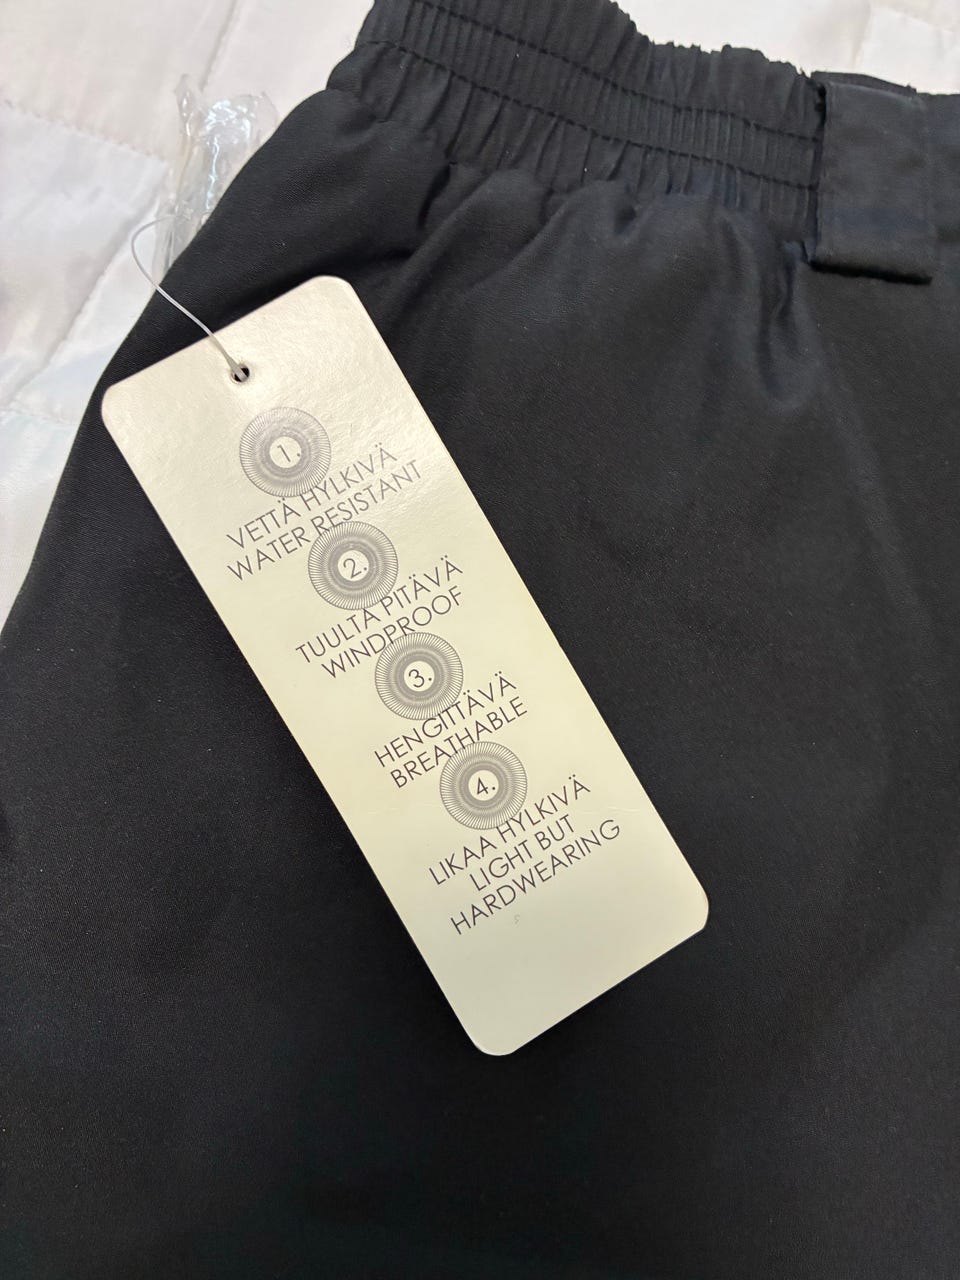 1.
VETTÄ HYLKIVÄ
WATER RESISTANT
2.
TUULTA PITÄVÄ
WINDPROOF
3.
HENGITTÄVÄ
BREATHABLE
4.
LIKAA HYLKIVÄ
LIGHT BUT
HARDWEARING